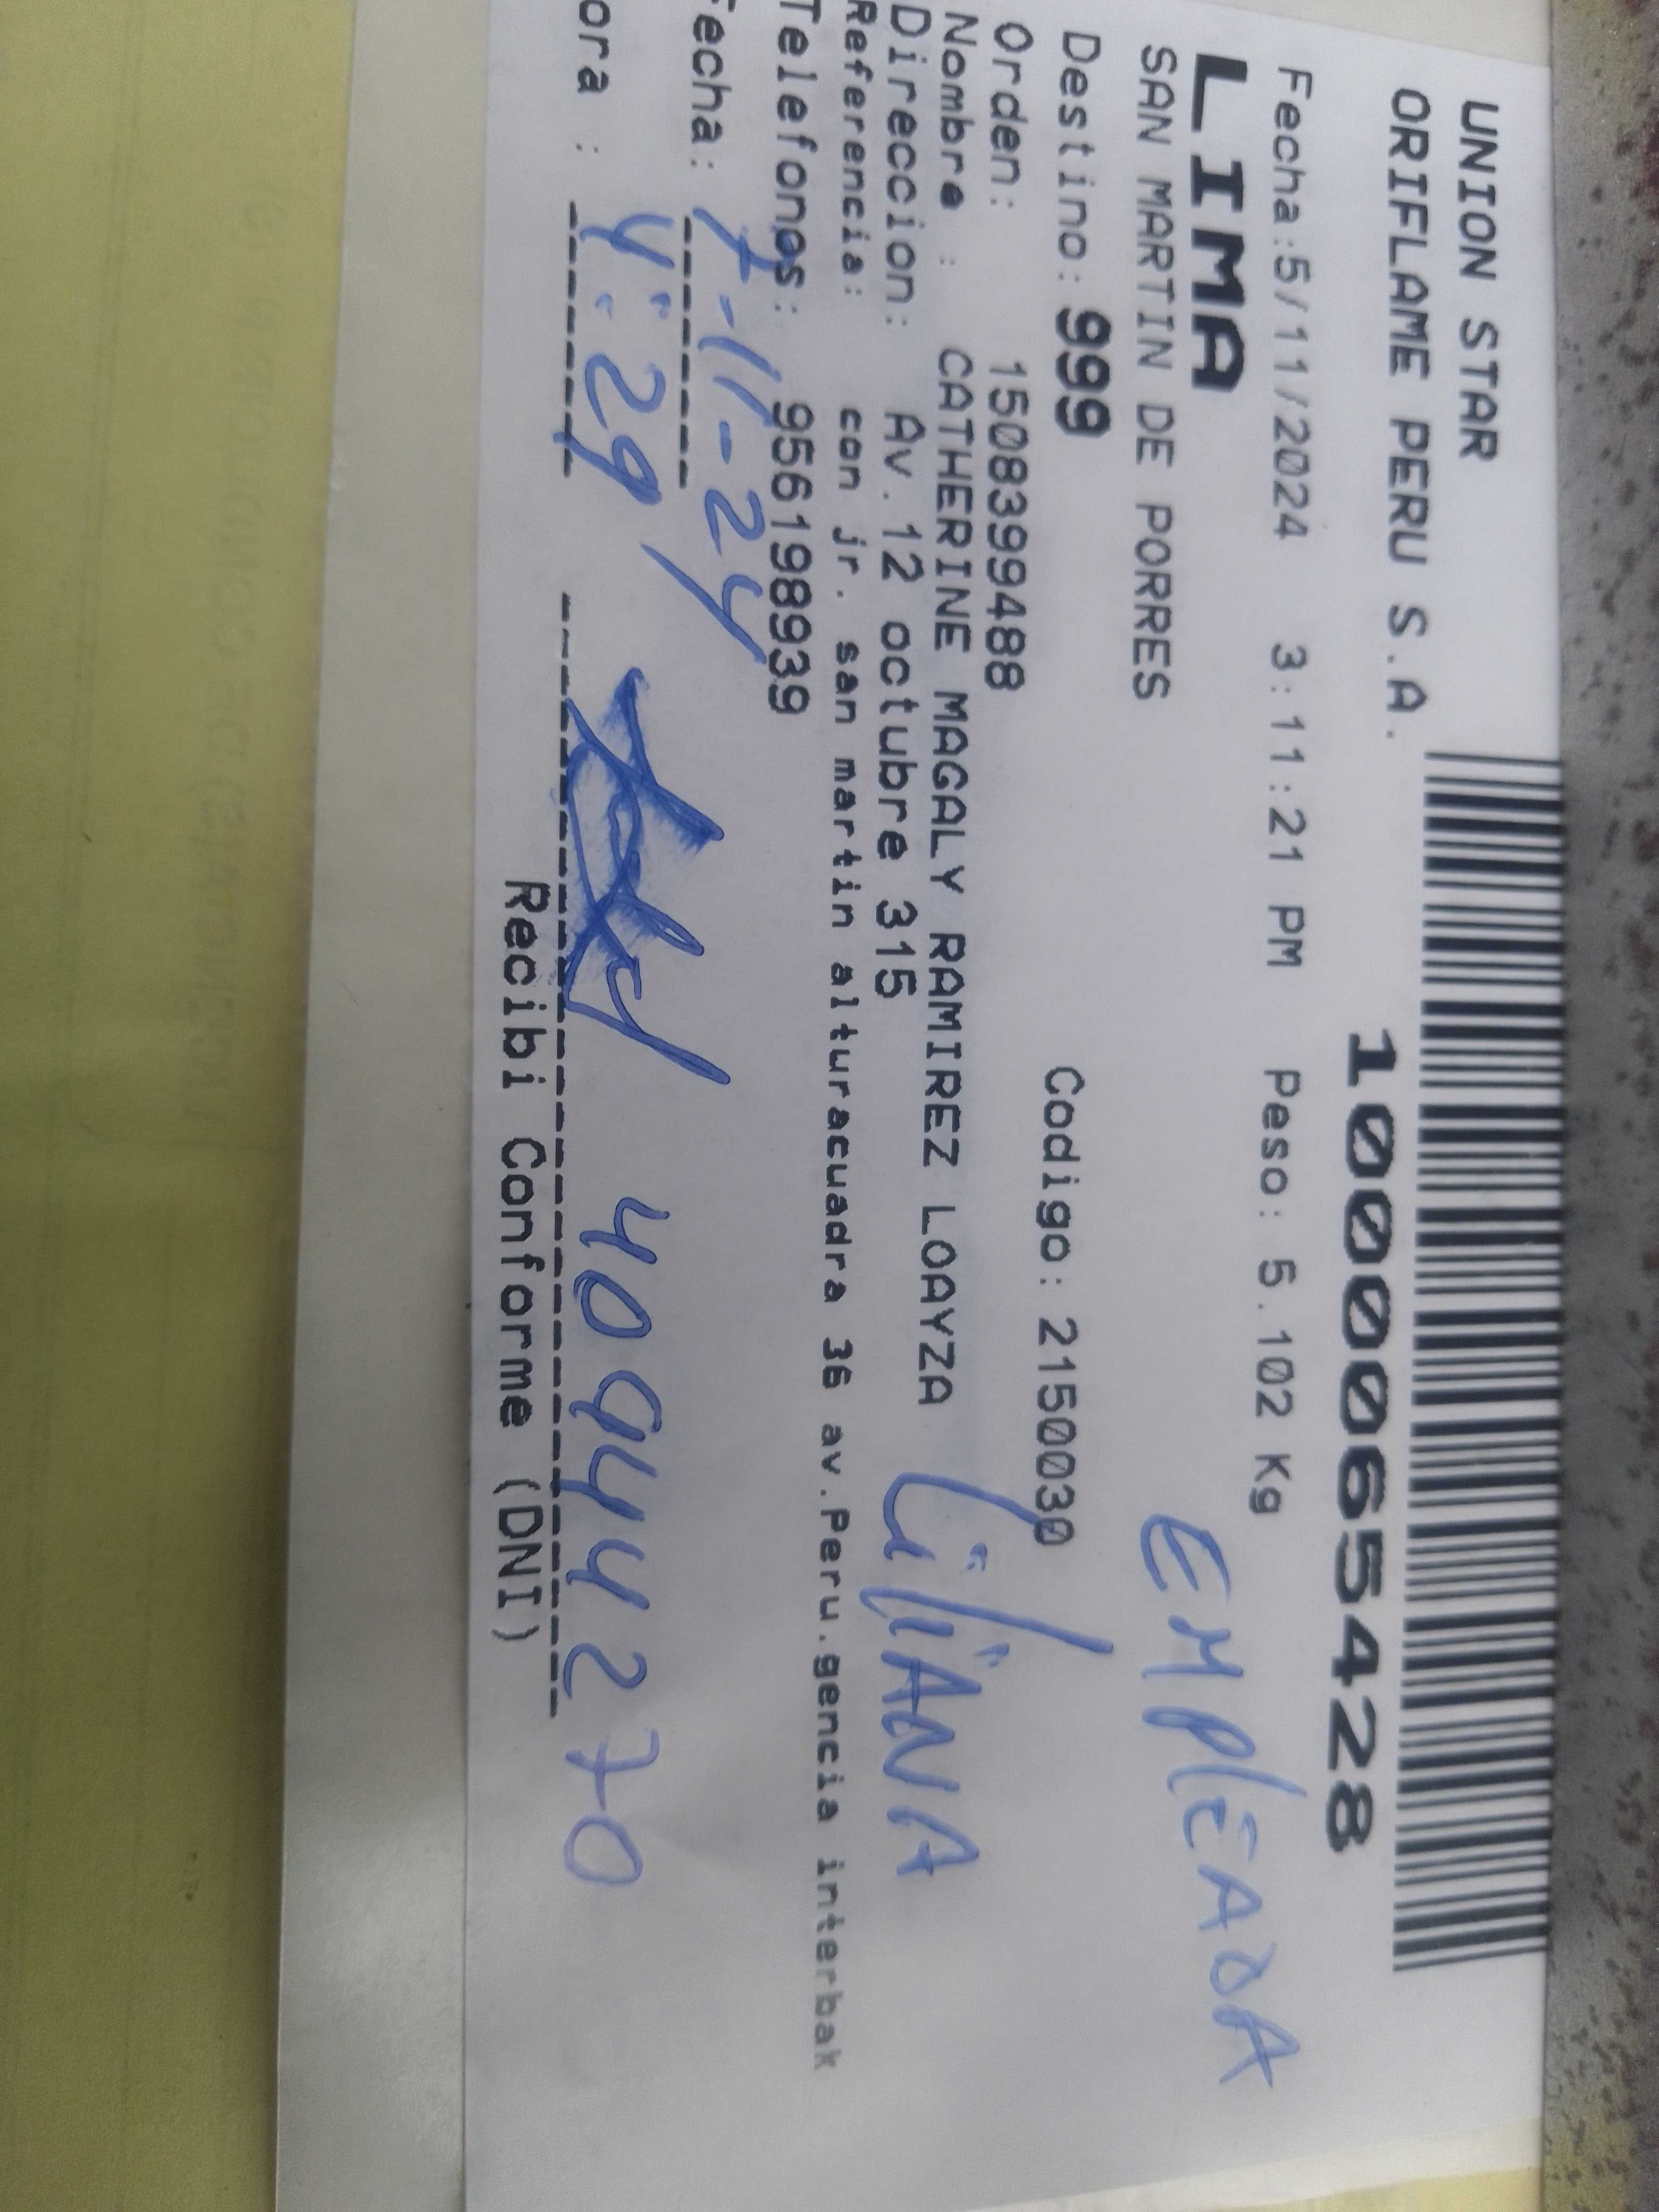 UNION STAR
ORIFLAME PERU S.A.
1000065428
Fecha:5/11/2024 3:11:21 PM Peso: 5.102 Kg
LIMA
SAN MARTIN DE PORRES
EMPLEADA
Destino: 999
Codigo: 2150030
Orden: 15083994​88
Nombre : CATHERINE MAGALY RAMIREZ LOAYZA
LiliANA
Direccion: Av. 12 octubre 315
Referencia: con jr. san martin alturacuadra 36 av.Peru.gencia interbak
Telefonos: 956198939
fecha: 7-11-24
ora : 4:29
40944270
Recibi Conforme (DNI)